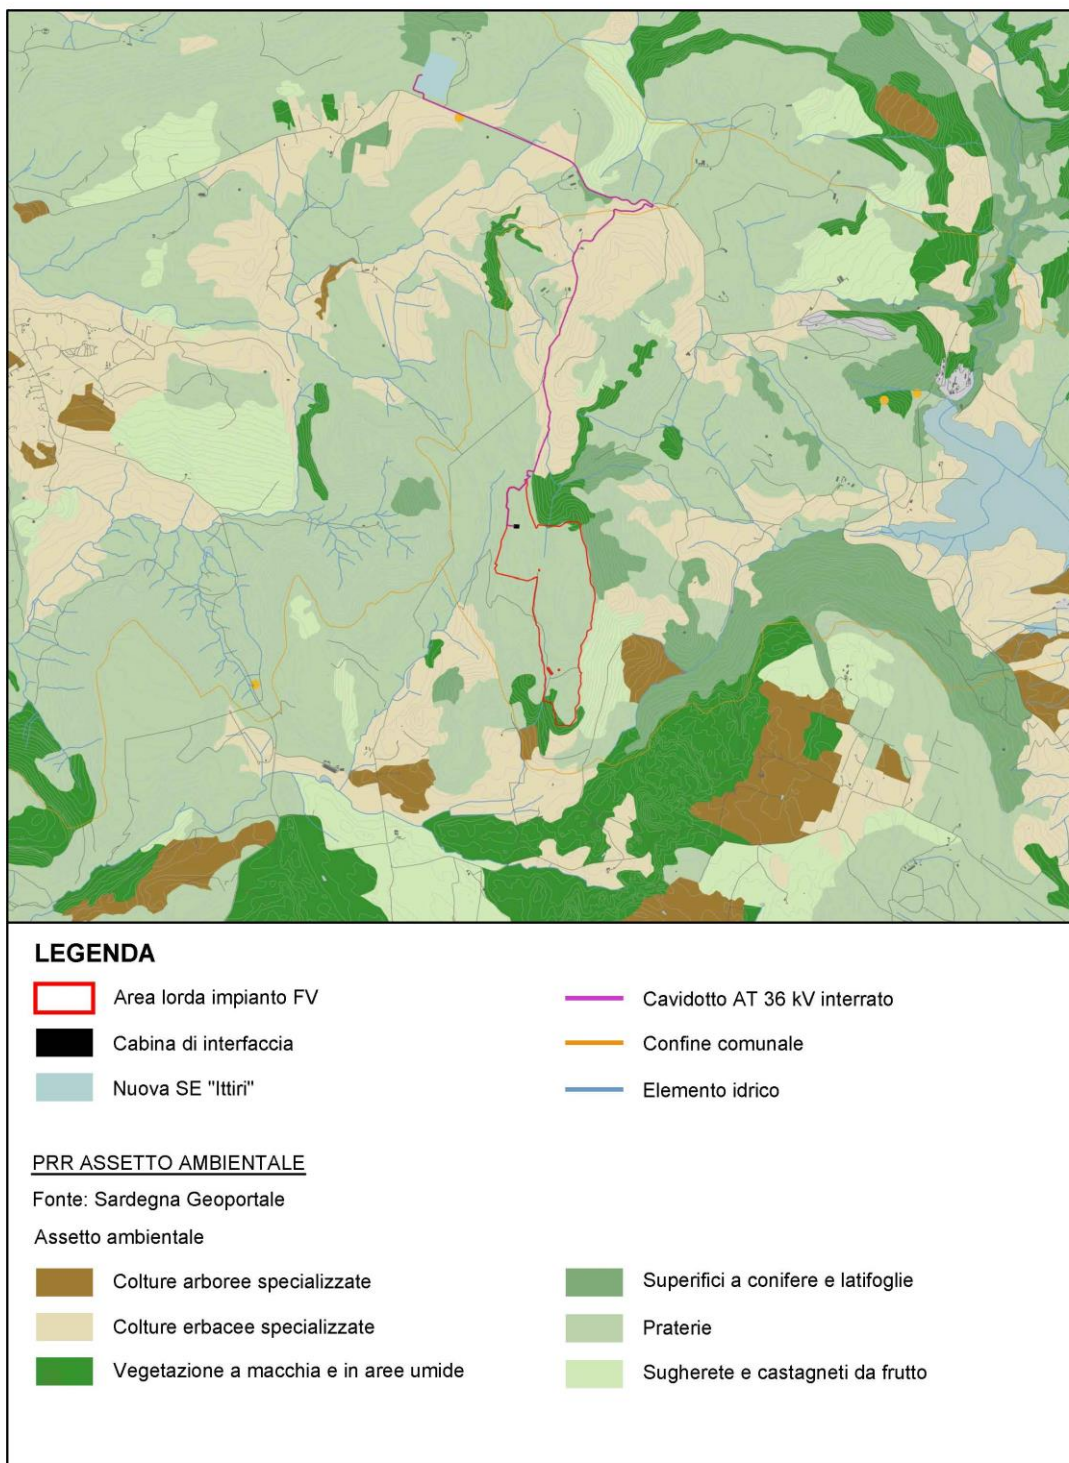 LEGENDA
Area lorda impianto FV
Cabina di interfaccia
Nuova SE "Ittiri"
Cavidotto AT 36 kV interrato
Confine comunale
Elemento idrico
PRR ASSETTO AMBIENTALE
Fonte: Sardegna Geoportale
Assetto ambientale
Colture arboree specializzate
Colture erbacee specializzate
Vegetazione a macchia e in aree umide
Superifici a conifere e latifoglie
Praterie
Sugherete e castagneti da frutto